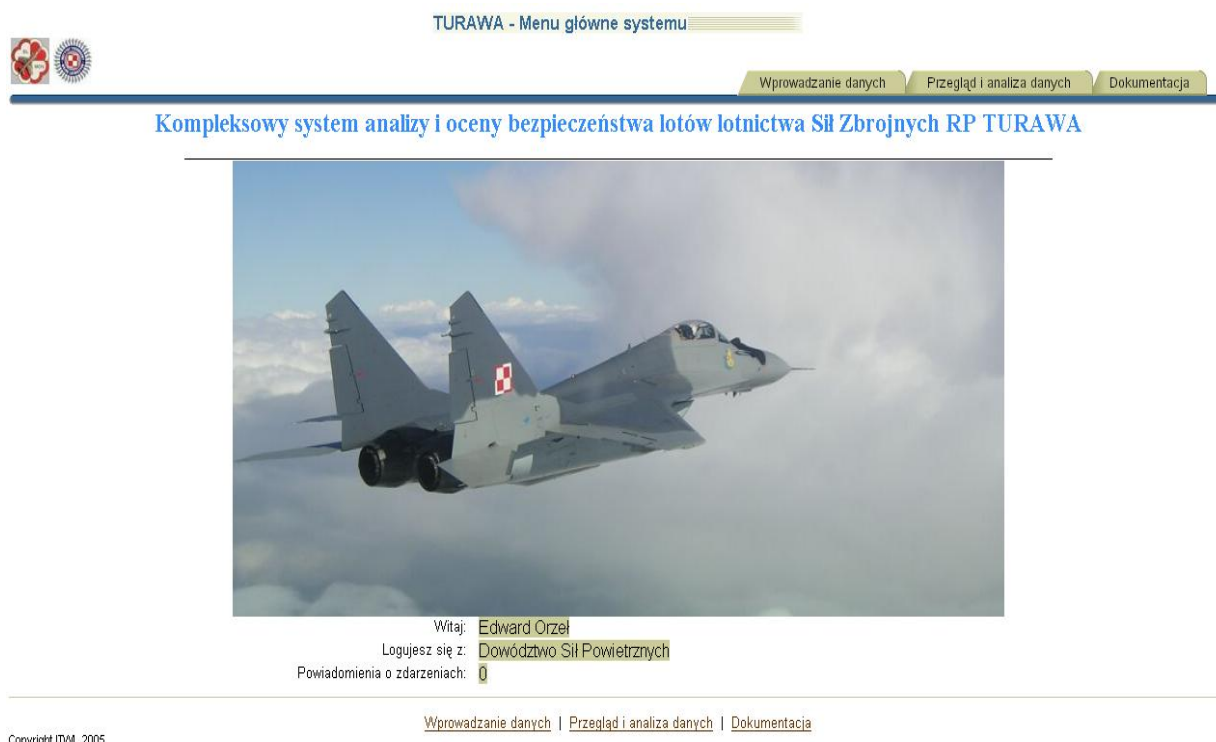 TURAWA - Menu główne systemu
Wprowadzanie danych Przegląd i analiza danych Dokumentacja
Kompleksowy system analizy i oceny bezpieczeństwa lotów lotnictwa Sił Zbrojnych RP TURAWA
Witaj: Edward Orzeł
Logujesz się z: Dowództwo Sił Powietrznych
Powiadomienia o zdarzeniach: 0
Wprowadzanie danych | Przegląd i analiza danych | Dokumentacja
Copyright ITWL 2005